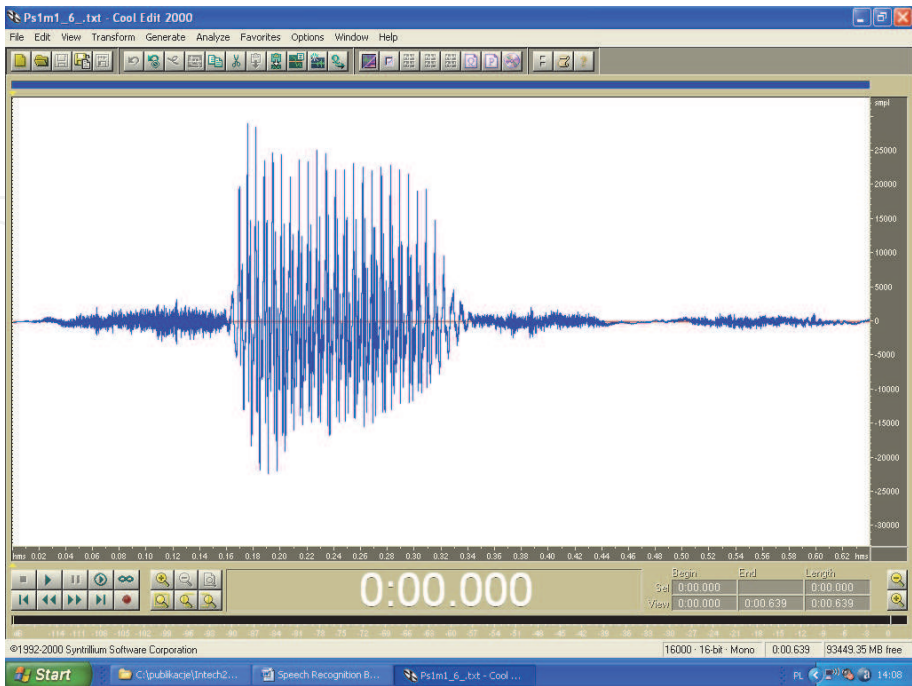 Ps1m1_6_.txt - Cool Edit 2000
File Edit View Transform Generate Analyze Favorites Options Window Help
F
smpl
25000
20000
15000
10000
5000
0
-5000
-10000
-15000
-20000
-25000
-30000
hms 0.02 0.04 0.06 0.08 0.10 0.12 0.14 0.16 0.18 0.20 0.22 0.24 0.26 0.28 0.30 0.32 0.34 0.36 0.38 0.40 0.42 0.44 0.46 0.48 0.50 0.52 0.54 0.56 0.58 0.60 0.62 hms
0:00.000
Begin End Length
Sel 0:00.000 0:00.000
View 0:00.000 0:00.639 0:00.639
©1992-2000 Syntrillium Software Corporation 16000 · 16-bit · Mono 0:00.639 93449.35 MB free
Start C:\publikacje\Intech2... Speech Recognition B... Ps1m1_6_.txt - Cool ... PL 14:08